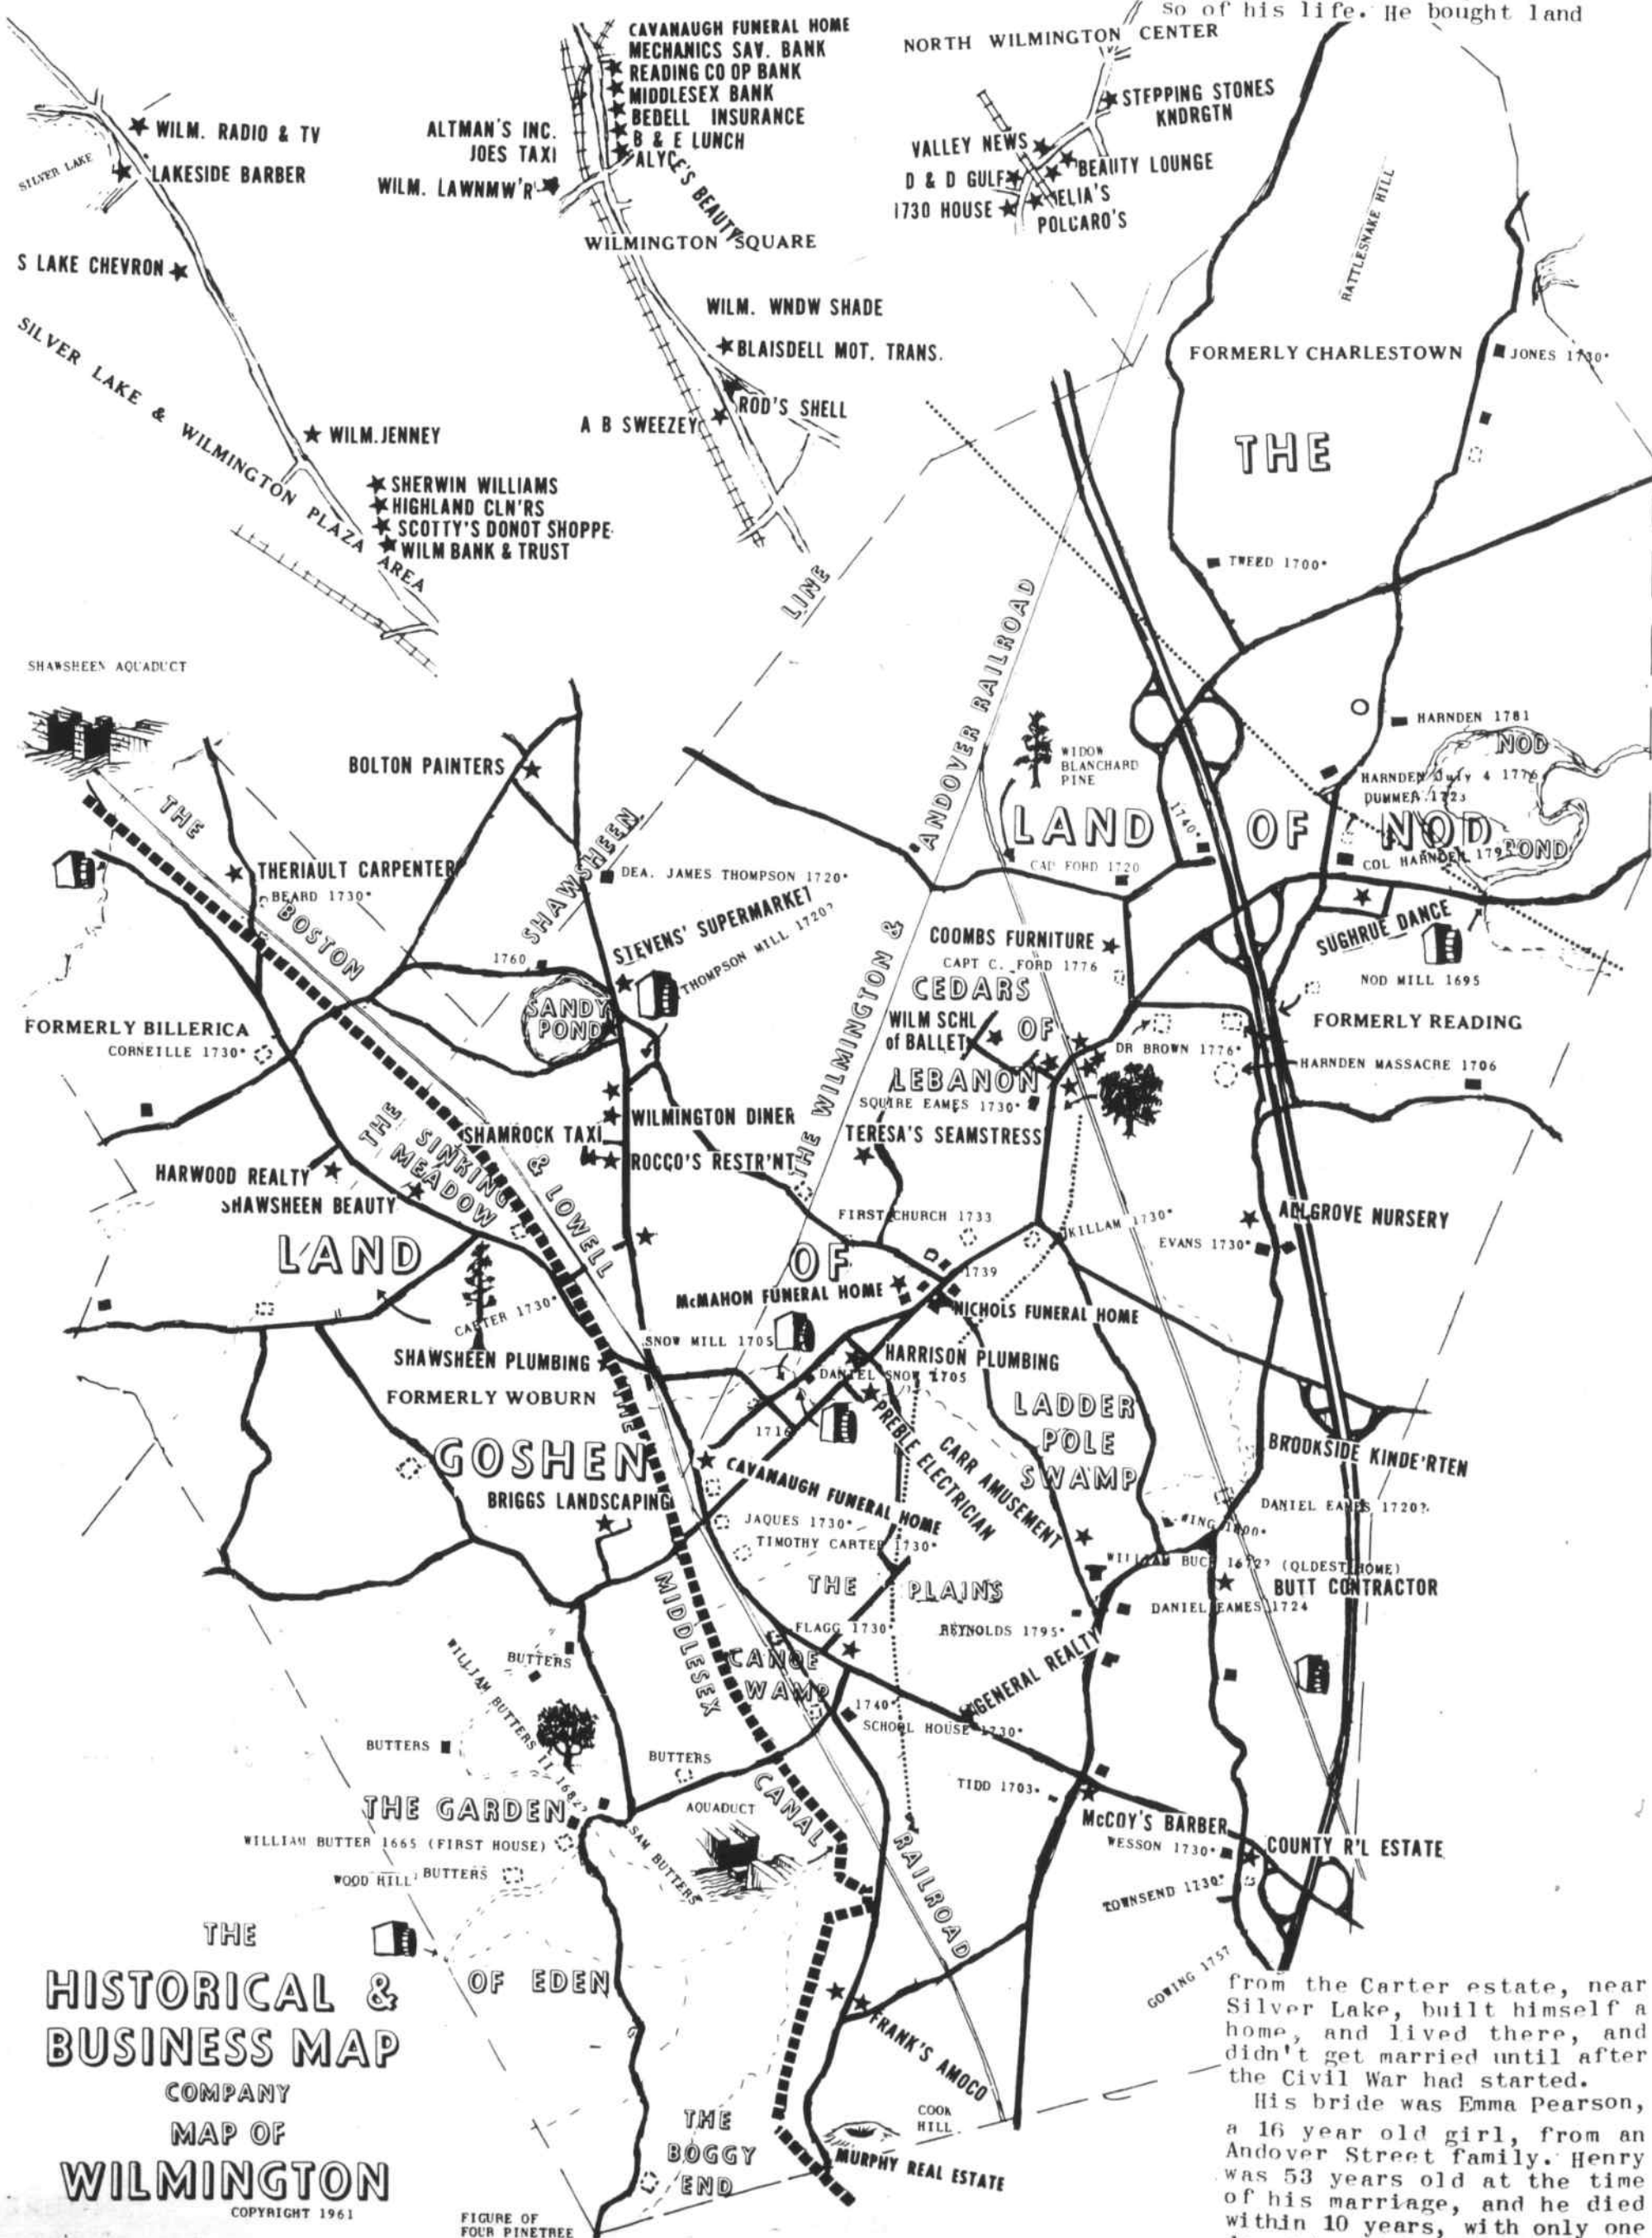 So of his life. He bought land
CAVANAUGH FUNERAL HOME
MECHANICS SAV. BANK
READING CO OP BANK
MIDDLESEX BANK
BEDELL INSURANCE
B & E LUNCH
ALYCE'S BEAUTY
ALTMAN'S INC.
JOES TAXI
WILM. LAWNMW'R
WILMINGTON SQUARE
WILM. WNDW SHADE
BLAISDELL MOT. TRANS.
ROD'S SHELL
A B SWEEZEY
NORTH WILMINGTON CENTER
STEPPING STONES
KNDRGTN
VALLEY NEWS
BEAUTY LOUNGE
D & D GULF
ELIA'S
1730 HOUSE
POLCARO'S
WILM. RADIO & TV
SILVER LAKE
LAKESIDE BARBER
S LAKE CHEVRON
SILVER LAKE & WILMINGTON PLAZA AREA
WILM. JENNEY
SHERWIN WILLIAMS
HIGHLAND CLN'RS
SCOTTY'S DONOT SHOPPE
WILM BANK & TRUST
RATTLESNAKE HILL
FORMERLY CHARLESTOWN
JONES 1730*
THE
TWEED 1700*
LINE
SHAWSHEEN AQUADUCT
THE WILMINGTON & ANDOVER RAILROAD
WIDOW
BLANCHARD
PINE
HARNDEN 1781
NOD
HARNDEN July 4 1776
DUMMER 1723
LAND OF NOD
POND
1740*
COL HARNDEN
CAP FORD 1720
BOLTON PAINTERS
THE BOSTON & LOWELL RAILROAD
THERIAULT CARPENTER
BEARD 1730*
SHAWSHEEN
DEA. JAMES THOMPSON 1720*
STEVENS' SUPERMARKET
THOMPSON MILL 1720?
1760
SANDY
POND
COOMBS FURNITURE
CAPT C. FORD 1776
SUGHRUE DANCE
NOD MILL 1695
CEDARS
OF
LEBANON
WILM SCHL
of BALLET
FORMERLY READING
DR BROWN 1776*
HARNDEN MASSACRE 1706
SQUIRE EAMES 1730*
TERESA'S SEAMSTRESS
FORMERLY BILLERICA
CORNEILLE 1730*
THE SINKING
MEADOW
SHAMROCK TAXI
WILMINGTON DINER
ROCCO'S RESTR'NT
HARWOOD REALTY
SHAWSHEEN BEAUTY
FIRST CHURCH 1733
KILLAM 1730*
ALLGROVE NURSERY
EVANS 1730*
LAND
OF
1739
McMAHON FUNERAL HOME
NICHOLS FUNERAL HOME
CARTER 1730*
SNOW MILL 1705
SHAWSHEEN PLUMBING
HARRISON PLUMBING
DANIEL SNOW 1705
FORMERLY WOBURN
1716
PREBLE ELECTRICIAN
CARR AMUSEMENT
LADDER
POLE
SWAMP
GOSHEN
BRIGGS LANDSCAPING
CAVANAUGH FUNERAL HOME
BROOKSIDE KINDE'RTEN
DANIEL EAMES 1720?
JAQUES 1730*
TIMOTHY CARTER 1730*
WILLIAM BUCK 1672? (OLDEST HOME)
BUTT CONTRACTOR
DANIEL EAMES 1724
THE PLAINS
THE MIDDLESEX CANAL
FLAGG 1730
REYNOLDS 1795*
GENERAL REALTY
1740*
SCHOOL HOUSE 1730*
BUTTERS
WILLIAM BUTTERS II 1682?
BUTTERS
BUTTERS
TIDD 1703
McCOY'S BARBER
THE GARDEN
AQUADUCT
WILLIAM BUTTER 1665 (FIRST HOUSE)
SAM BUTTERS
WESSON 1730*
COUNTY R'L ESTATE
WOOD HILL
BUTTERS
TOWNSEND 1730*
OF EDEN
GOWING 1757
FRANK'S AMOCO
COOK
HILL
MURPHY REAL ESTATE
THE
BOGGY
END
THE
HISTORICAL &
BUSINESS MAP
COMPANY
MAP OF
WILMINGTON
COPYRIGHT 1961
FIGURE OF
FOUR PINETREE
from the Carter estate, near
Silver Lake, built himself a
home, and lived there, and
didn't get married until after
the Civil War had started.
His bride was Emma Pearson,
a 16 year old girl, from an
Andover Street family. Henry
was 53 years old at the time
of his marriage, and he died
within 10 years, with only one